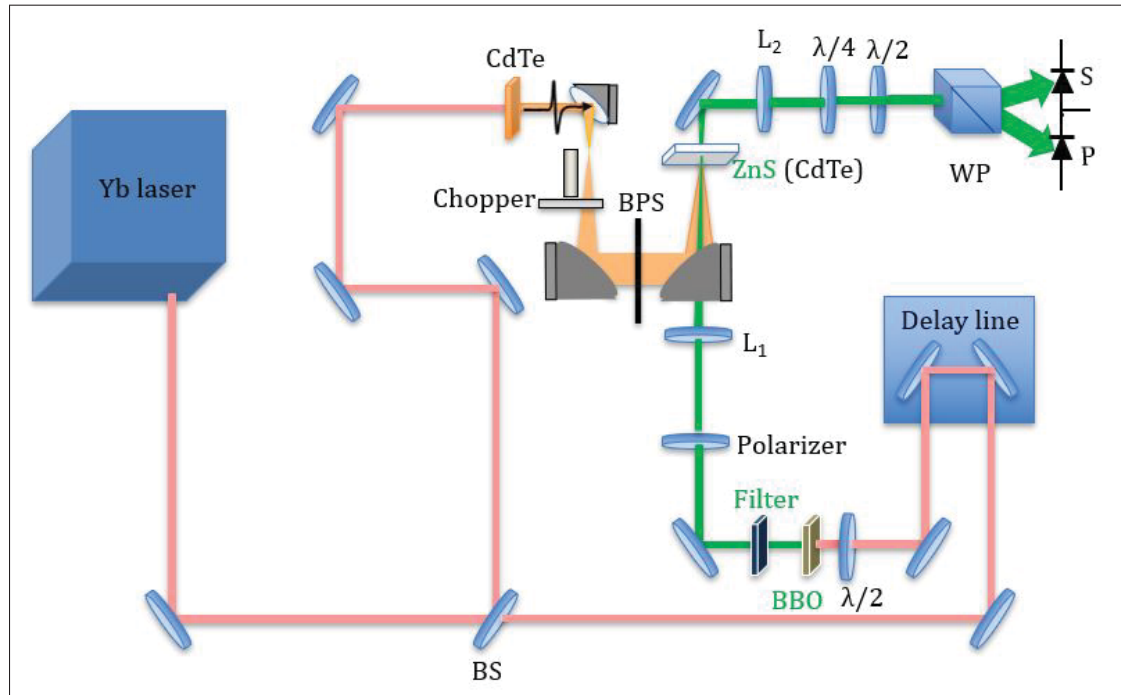 L₂
λ/4
λ/2
CdTe
S
Yb laser
ZnS (CdTe)
P
WP
Chopper
BPS
Delay line
L₁
Polarizer
Filter
BBO
λ/2
BS